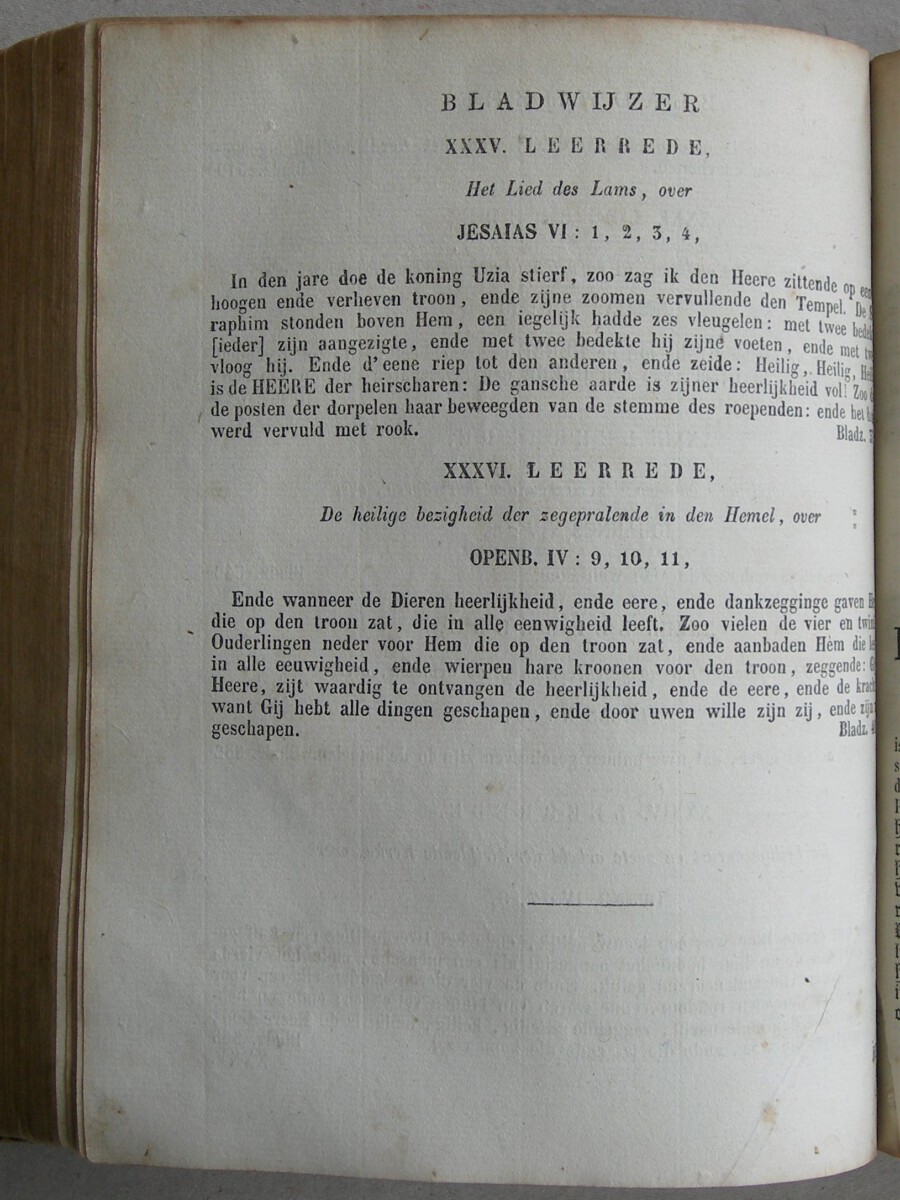 BLADWIJZER
XXXV. LEERREDE,
Het Lied des Lams, over
JESAIAS VI: 1, 2, 3, 4,
In den jare doe de koning Uzia stierf, zoo zag ik den Heere zittende op
hoogen ende verheven troon, ende zijne zoomen vervullende den Tempel. De
raphim stonden boven Hem, een iegelijk hadde zes vleugelen: met twee
[ieder] zijn aangezigte, ende met twee bedekte hij zijne voeten, ende met
vloog hij. Ende d'eene riep tot den anderen, ende zeide: Heilig, Heilig,
is de HEERE der heirscharen: De gansche aarde is zijner heerlijkheid vol! Zoo
de posten der dorpelen haar beweegden van de stemme des roependen: ende het
werd vervuld met rook. Bladz.
XXXVI. LEERREDE,
De heilige bezigheid der zegepralende in den Hemel, over
OPENB. IV: 9, 10, 11,
Ende wanneer de Dieren heerlijkheid, ende eere, ende dankzegginge gaven
die op den troon zat, die in alle eenwigheid leeft. Zoo vielen de vier en
Ouderlingen neder voor Hem die op den troon zat, ende aanbaden Hem die
in alle eeuwigheid, ende wierpen hare kroonen voor den troon, zeggende:
Heere, zijt waardig te ontvangen de heerlijkheid, ende de eere, ende de
want Gij hebt alle dingen geschapen, ende door uwen wille zijn zij, ende
geschapen. Bladz.